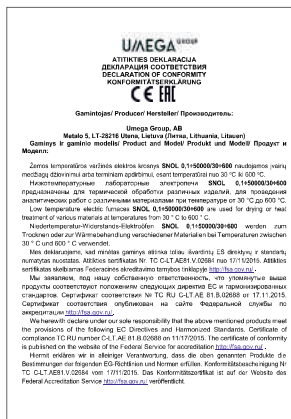 UMEGA GROUP
ATITIKTIES DEKLARACIJA
ДЕКЛАРАЦИЯ СООТВЕТСТВИЯ
DECLARATION OF CONFORMITY
KONFORMITÄTSERKLÄRUNG
CE EAC
Gamintojas/ Producer/ Hersteller/ Производитель:
Umega Group, AB
Metalo 5, LT-28216 Utena, Lietuva (Литва, Lithuania, Litauen)
Gaminys ir gaminio modelis/ Product and Model/ Produkt und Modell/ Продукт и
Модель:
Žemos temperatūros varžinės elektros krosnys SNOL 0,1÷50000/30÷600 naudojamos įvairių
medžiagų džiovinimui arba terminiam apdirbimui, esant temperatūrai nuo 30 °C iki 600 °C.
Низкотемпературные лабораторные электропечи SNOL 0,1÷50000/30÷600
предназначены для термической обработки различных изделий, для проведения
аналитических работ с различными материалами при температуре от 30 °C до 600 °C.
Low temperature electric furnaces SNOL 0,1÷50000/30÷600 are used for drying or heat
treatment of various materials at temperatures from 30 ° C to 600 ° C.
Niedertemperatur-Widerstands-Elektroöfen SNOL 0,1÷50000/30÷600 werden zum
Trocknen oder zur Wärmebehandlung verschiedener Materialien bei Temperaturen zwischen
30 ° C und 600 ° C verwendet.
Mes deklaruojame, kad minėtas gaminys atitinka toliau išvardintų ES direktyvų ir standartų
numatytas nuostatas. Atitikties sertifikatas Nr. TC C-LT.AE 81.V.02688 nuo 17/11/2015. Atitikties
sertifikatas skelbiamas Federacinės akreditavimo tarnybos tinklapyje http://fsa.gov.ru/ .
Мы заявляем, под нашу собственную ответственность, что упомянутые выше
продукты соответствуют положениям следующих директив ЕС и гармонизированных
стандартов. Сертификат соответствия № TC RU C-LT.AE 81.B.02688 от 17.11.2015.
Сертификат соответствия опубликован на сайте Федеральной службы по
аккредитации http://fsa.gov.ru/.
We herewith declare under our sole responsibility that the above mentioned products meet
the provisions of the following EC Directives and Harmonized Standards. Certificate of
compliance TC RU number C-LT.AE 81.B.02688 on 11/17/2015. The certificate of conformity
is published on the website of the Federal Service for accreditation http://fsa.gov.ru/ .
Hiermit erklären wir in alleiniger Verantwortung, dass die oben genannten Produkte die
Bestimmungen der folgenden EG-Richtlinien und Normen erfüllen. Konformitätsbescheinigung Nr
TC C-LT.AE81.V.02688 vom 17/11/2015. Das Konformitätszertifikat ist auf der Website des
Federal Accreditation Service http://fsa.gov.ru/ veröffentlicht.